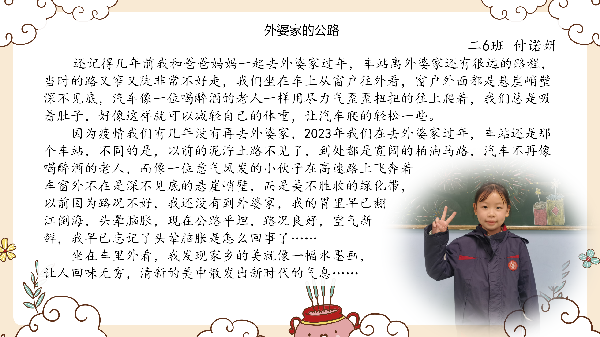 外婆家的公路
二6班 付诺妍
还记得几年前我和爸爸妈妈一起去外婆家过年，车站离外婆家还有很远的路程，
当时的路又窄又陡非常不好走，我们坐在车上从窗户往外看，窗户外面都是悬崖峭壁
深不见底，汽车像一位喝醉酒的老人一样用尽力气歪歪扭扭的往上爬着，我们总是吸
着肚子，好像这样就可以减轻自己的体重，让汽车爬的轻松一些。
因为疫情我们有几年没有再去外婆家，2023年我们在去外婆家过年，车站还是那
个车站，不同的是，以前的泥泞土路不见了，到处都是宽阔的柏油马路，汽车不再像
喝醉酒的老人，而像一位意气风发的小伙子在高速路上飞奔着
车窗外不在是深不见底的悬崖峭壁，而是美不胜收的绿化带，
以前因为路况不好，我还没有到外婆家，我的胃里早已翻
江倒海，头晕脑胀，现在公路平坦，路况良好，空气新
鲜，我早已忘记了头晕脑胀是怎么回事了……
坐在车里外看，我发现家乡的美就像一幅水墨画，
让人回味无穷，清新的美中散发出新时代的气息……